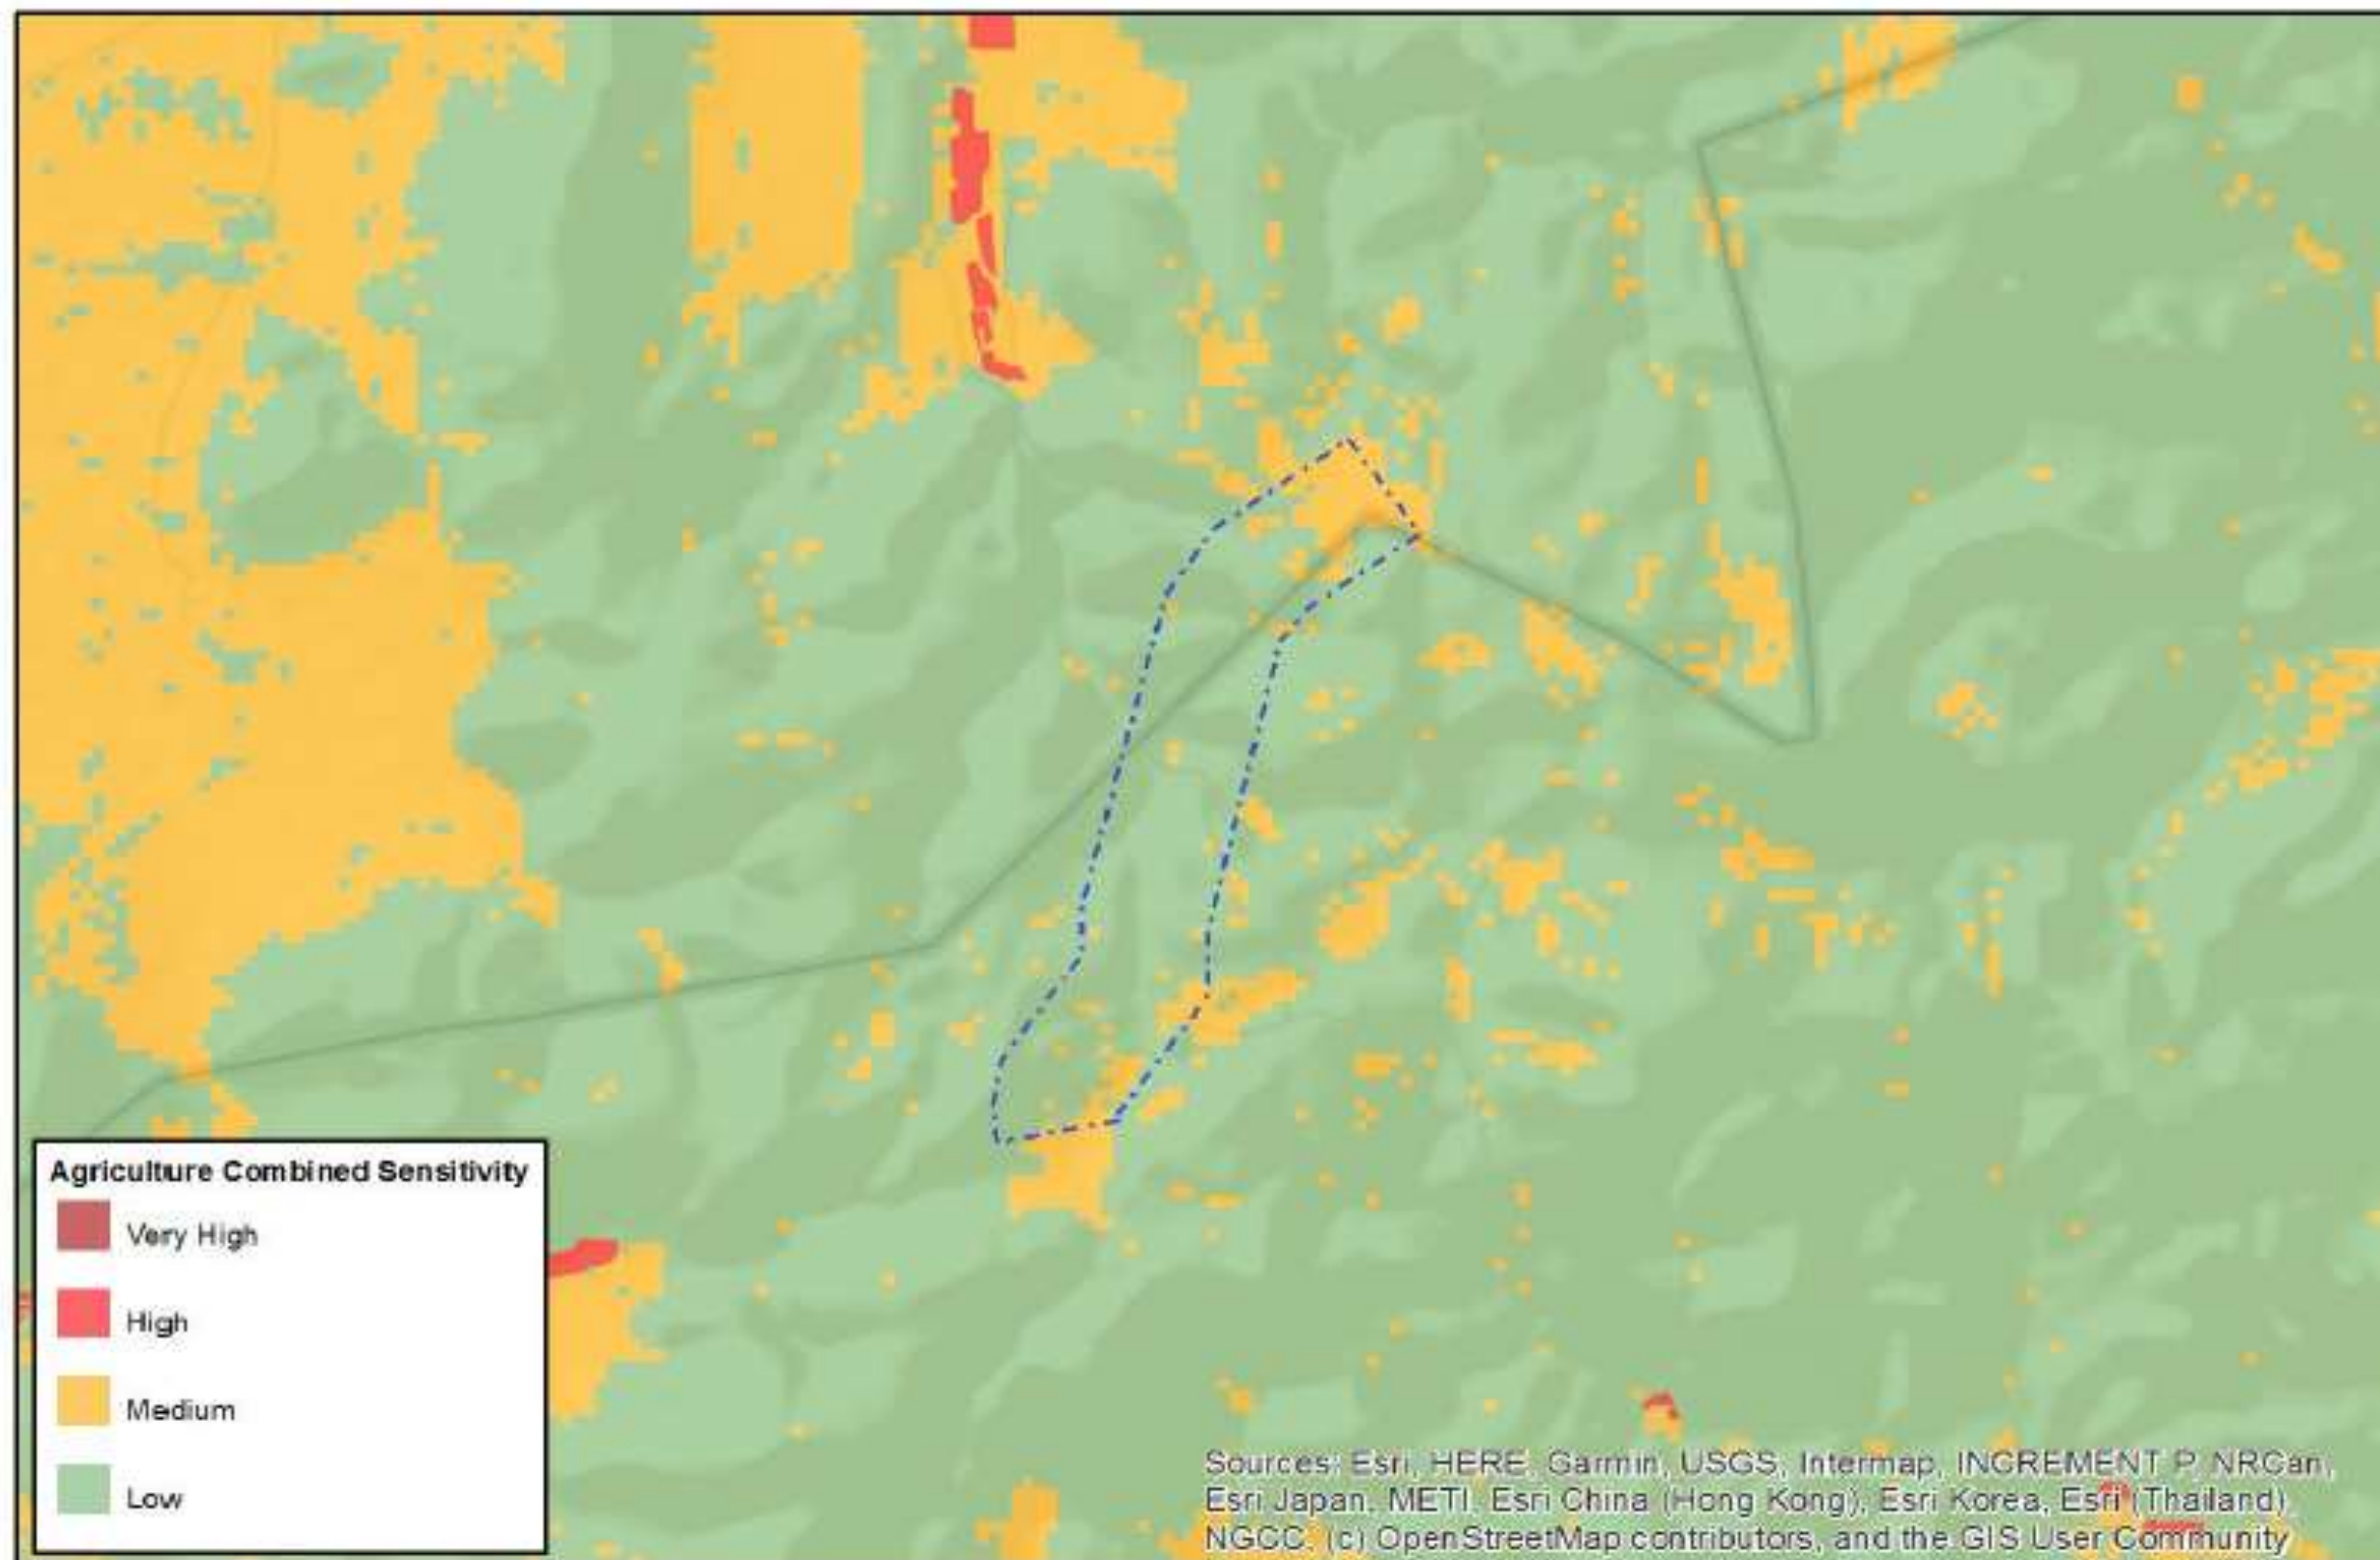 Agriculture Combined Sensitivity
Very High
High
Medium
Low
Sources: Esri, HERE, Garmin, USGS, Intermap, INCREMENT P, NRCan,
Esri Japan, METI, Esri China (Hong Kong), Esri Korea, Esri (Thailand),
NGCC, (c) OpenStreetMap contributors, and the GIS User Community